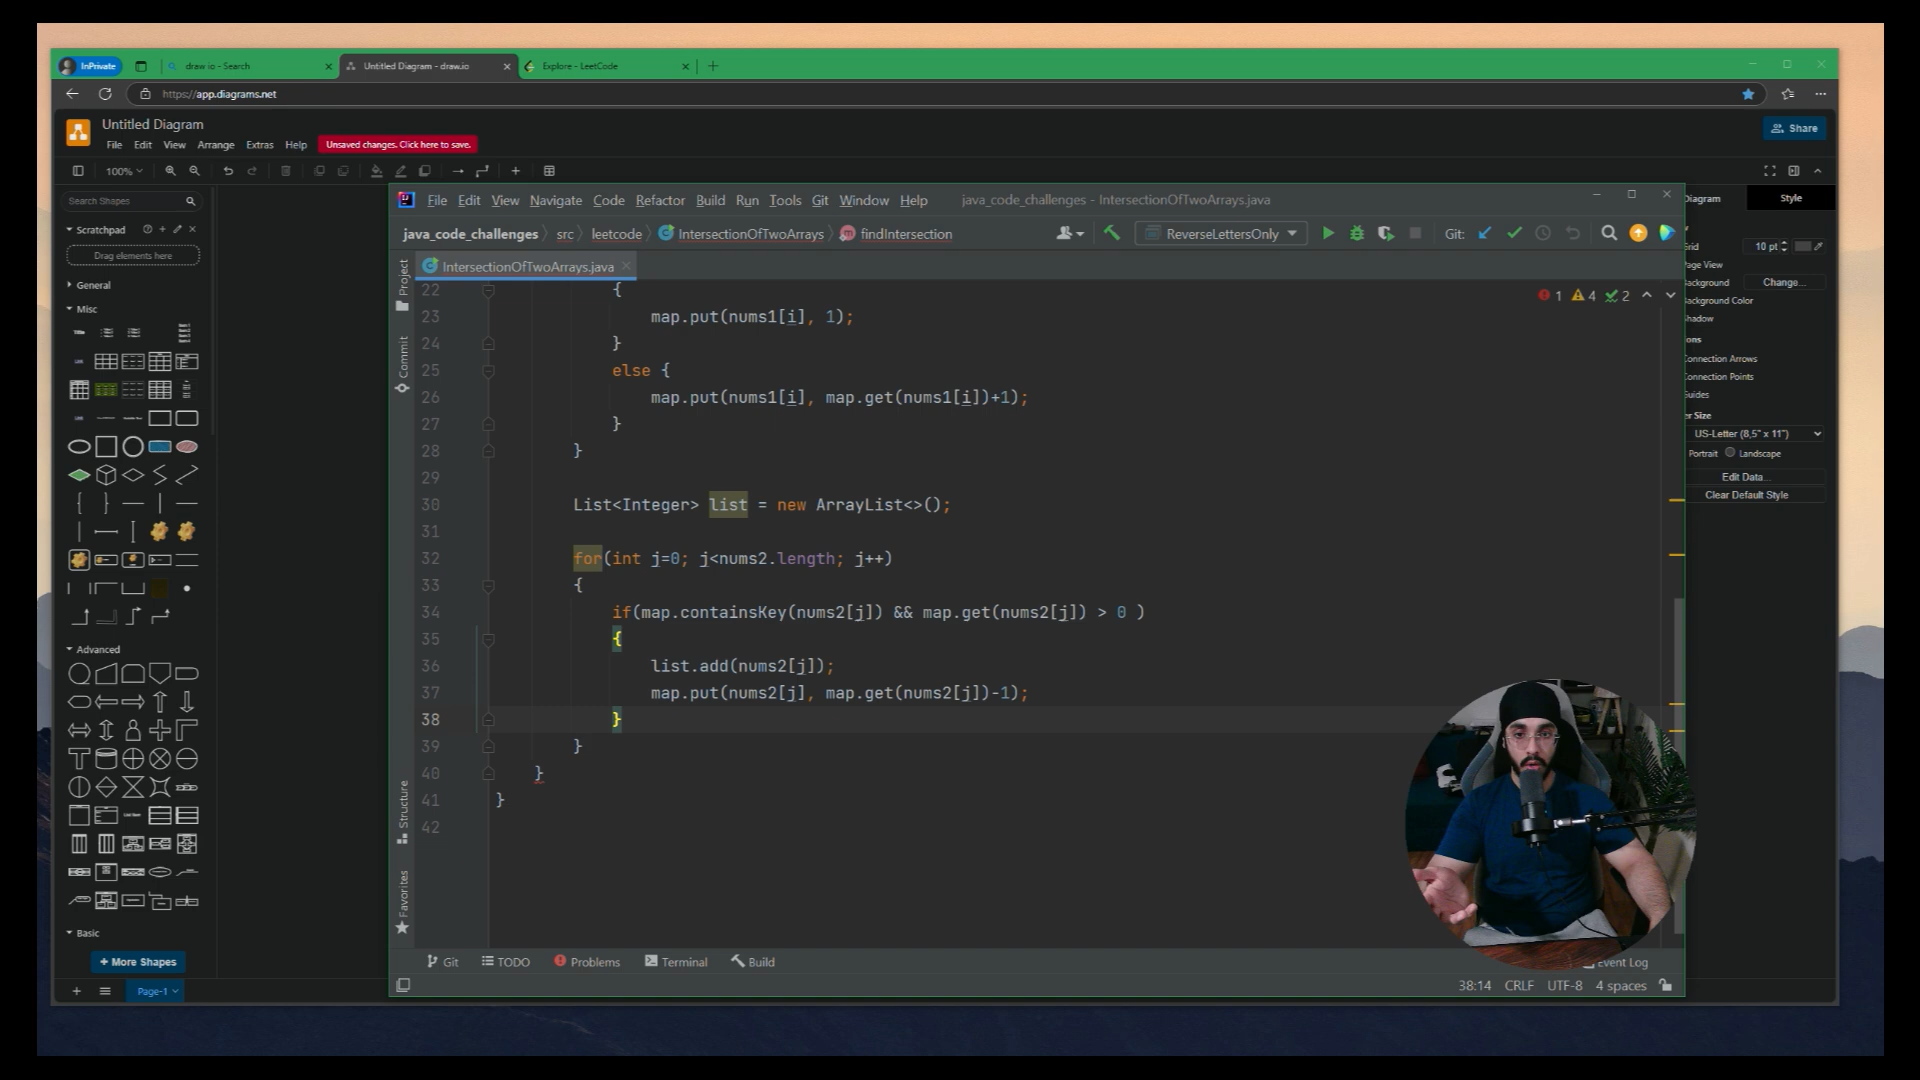 InPrivate
draw io - Search
Untitled Diagram - draw.io
Explore - LeetCode
https://app.diagrams.net
Untitled Diagram
File Edit View Arrange Extras Help
Unsaved changes. Click here to save.
Share
100%
Search Shapes
Scratchpad
Drag elements here
General
Misc
Advanced
Basic
+ More Shapes
Page-1
File Edit View Navigate Code Refactor Build Run Tools Git Window Help
java_code_challenges - IntersectionOfTwoArrays.java
java_code_challenges
src
leetcode
IntersectionOfTwoArrays
findIntersection
ReverseLettersOnly
Git:
IntersectionOfTwoArrays.java
Project
Commit
Structure
Favorites
1 4 2
22 {
23 map.put(nums1[i], 1);
24 }
25 else {
26 map.put(nums1[i], map.get(nums1[i])+1);
27 }
28 }
29
30 List<Integer> list = new ArrayList<>();
31
32 for(int j=0; j<nums2.length; j++)
33 {
34 if(map.containsKey(nums2[j]) && map.get(nums2[j]) > 0 )
35 {
36 list.add(nums2[j]);
37 map.put(nums2[j], map.get(nums2[j])-1);
38 }
39 }
40 }
41 }
42
Git
TODO
Problems
Terminal
Build
Event Log
38:14 CRLF UTF-8 4 spaces
Diagram
Style
10 pt
Change...
Connection Arrows
Connection Points
US-Letter (8,5" x 11")
Portrait
Landscape
Edit Data...
Clear Default Style